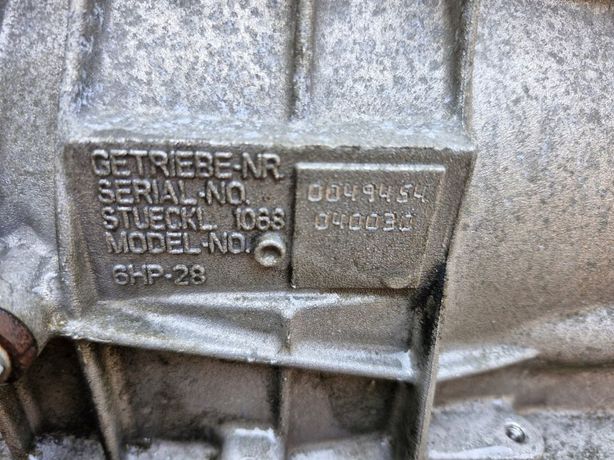 GETRIEBE-NR.
SERIAL-NO. 0049454
STUECKL. 1068 040030
MODEL-NO.
6HP-28